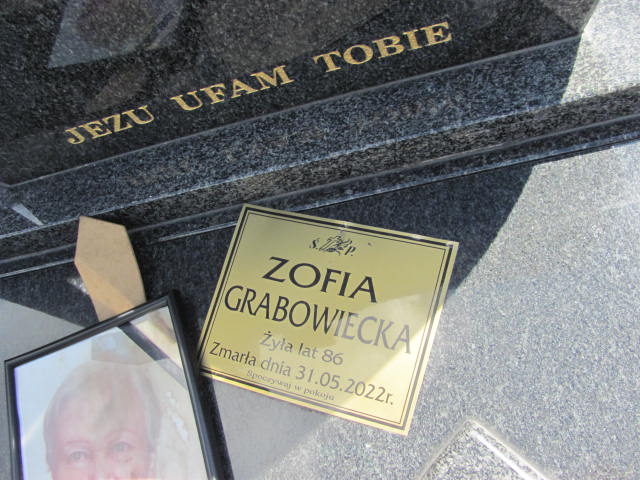 JEZU UFAM TOBIE
Ś. P.
ZOFIA
GRABOWIECKA
Żyła lat 86
Zmarła dnia 31.05.2022r.
Spoczywaj w pokoju